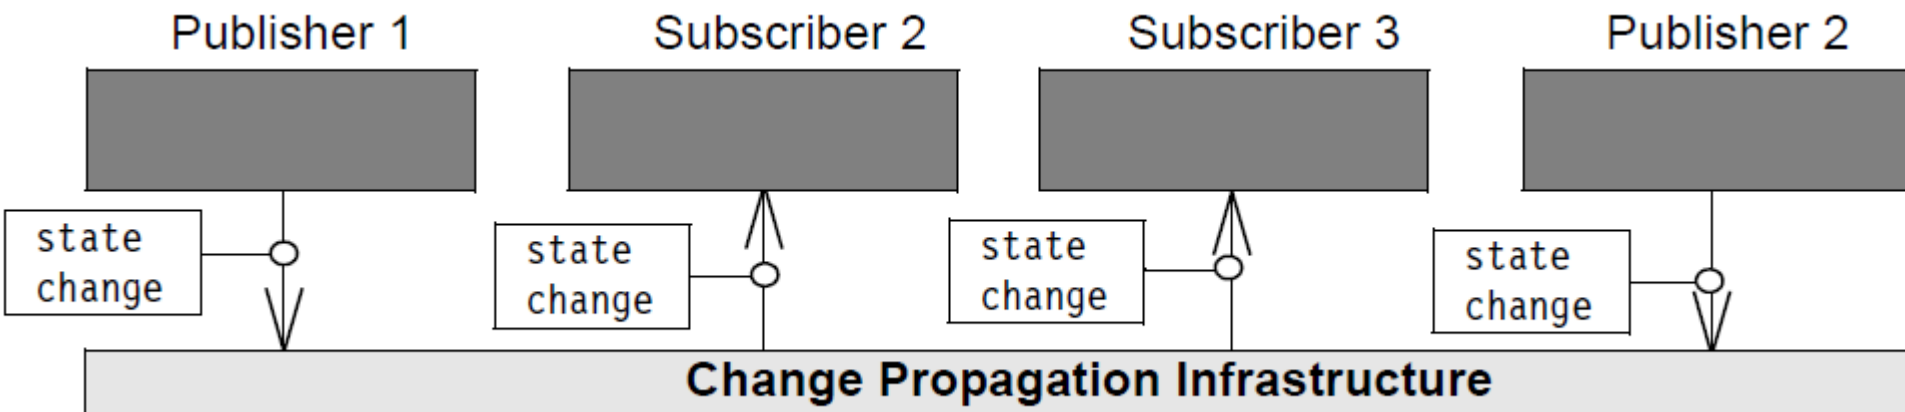 Publisher 1
Subscriber 2
Subscriber 3
Publisher 2
state
change
state
change
state
change
state
change
Change Propagation Infrastructure